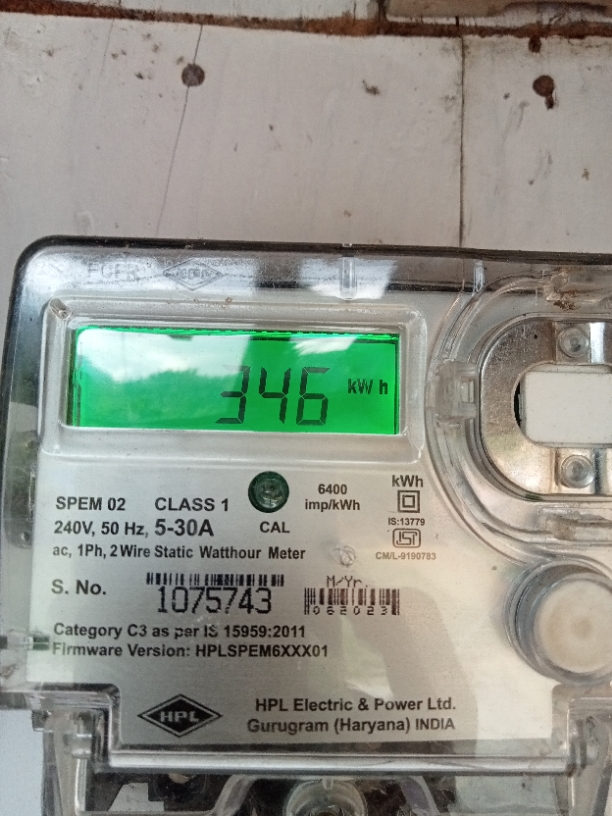 346 kWh
SPEM 02 CLASS 1
240V, 50 Hz, 5-30A
ac, 1Ph, 2 Wire Static Watthour Meter
CAL
6400
imp/kWh
kWh
IS:13779
ISI
CM/L-9190783
S. No. 1075743
M/Yr.
062023
Category C3 as per IS 15959:2011
Firmware Version: HPLSPEM6XXX01
HPL
HPL Electric & Power Ltd.
Gurugram (Haryana) INDIA